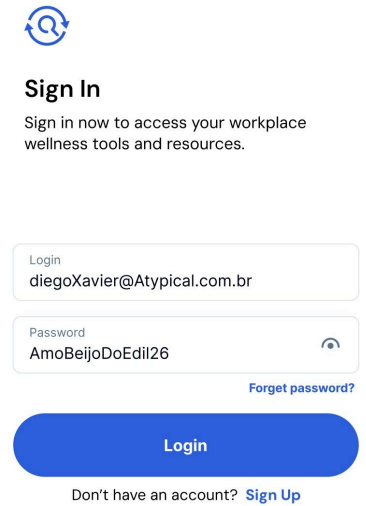 Sign In
Sign in now to access your workplace
wellness tools and resources.
Login
diegoXavier@Atypical.com.br
Password
AmoBeijoDoEdil26
Forget password?
Login
Don’t have an account? Sign Up